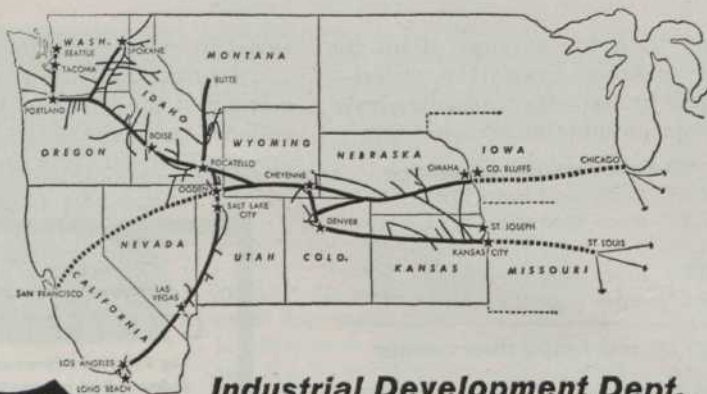 WASH.
SEATTLE
TACOMA
SPOKANE
MONTANA
BUTTE
PORTLAND
IDAHO
OREGON
BOISE
POCATELLO
WYOMING
CHEYENNE
NEBRASKA
IOWA
OMAHA
CO. BLUFFS
CHICAGO
OGDEN
SALT LAKE
CITY
DENVER
ST. JOSEPH
KANSAS
CITY
ST. LOUIS
NEVADA
UTAH
COLO.
KANSAS
MISSOURI
SAN FRANCISCO
CALIFORNIA
LAS
VEGAS
LOS ANGELES
LONG BEACH
Industrial Development Dept.